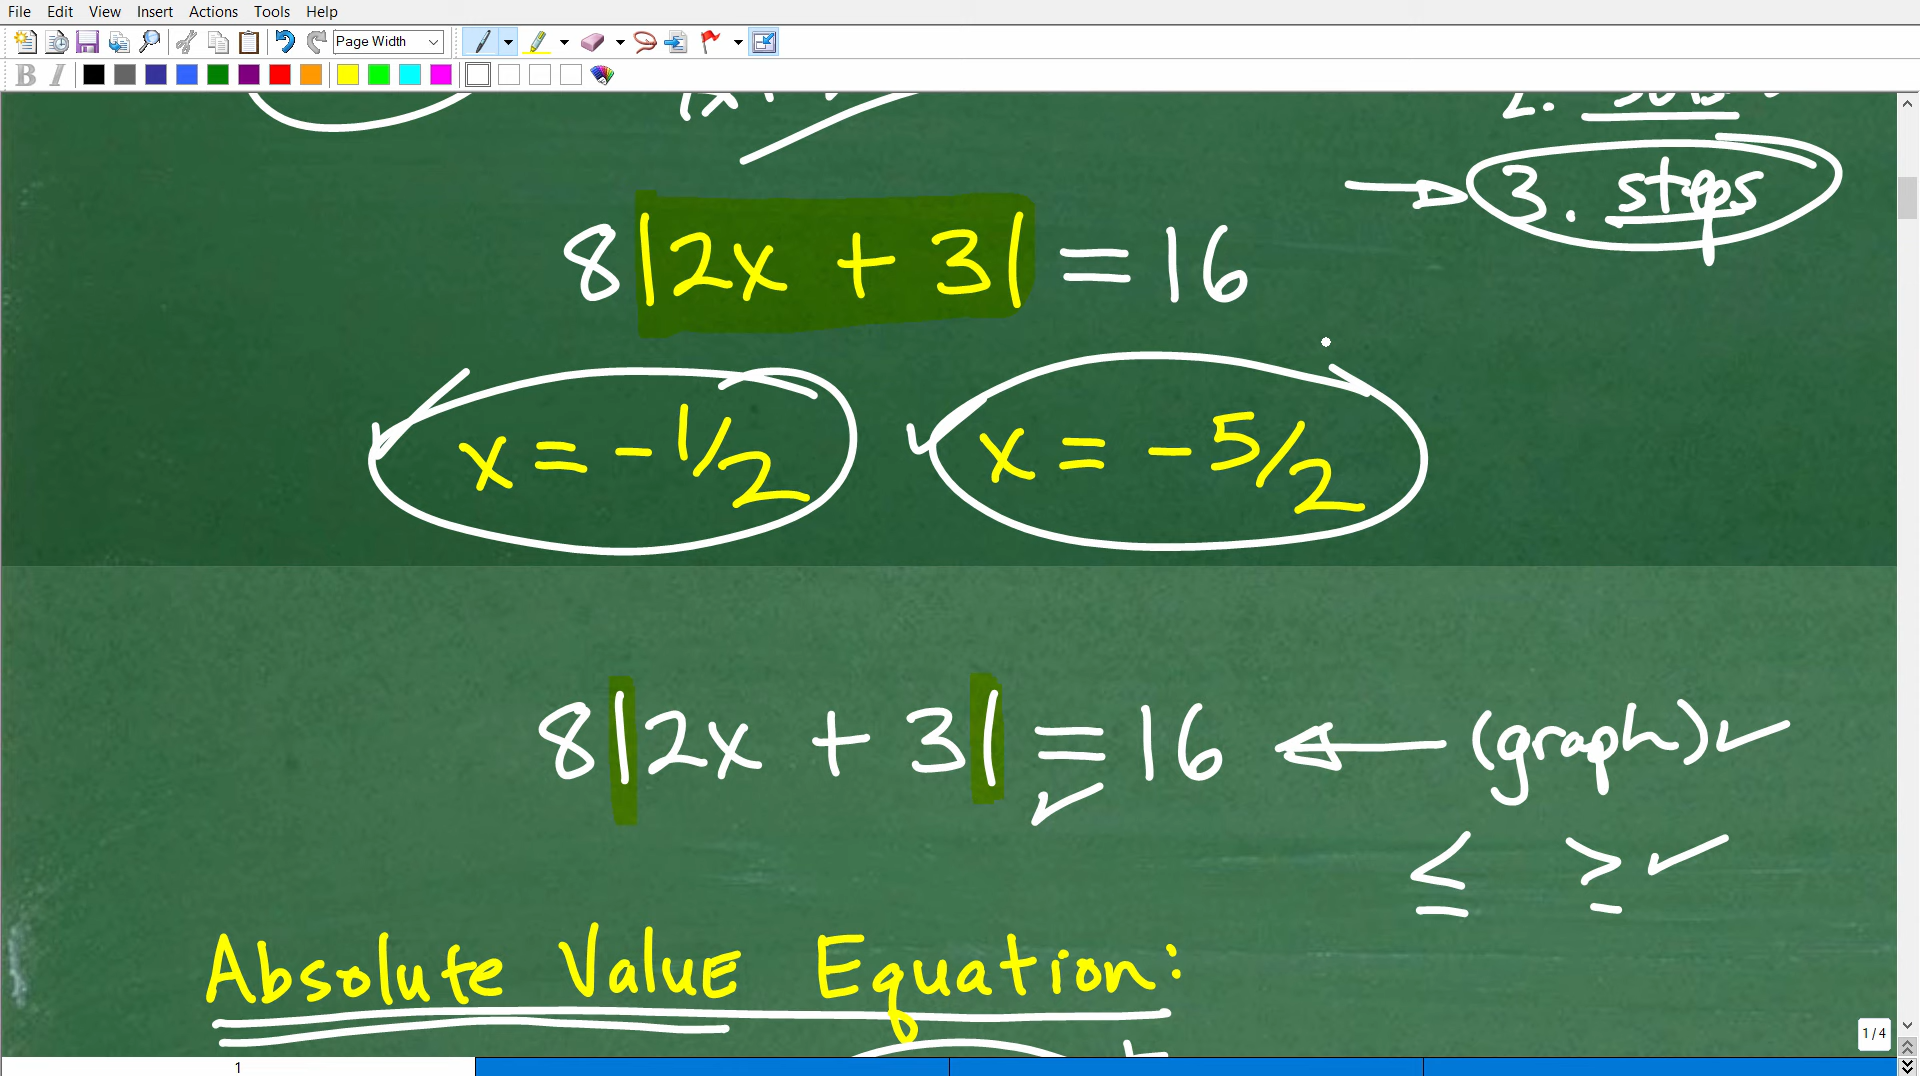 File Edit View Insert Actions Tools Help
Page Width
B I
3. steps
8|2x + 3| = 16
x = -1/2 x = -5/2
8|2x + 3| = 16 ← (graph) ✓
✓
≤ ≥ ✓
Absolute Value Equation:
1/4
1